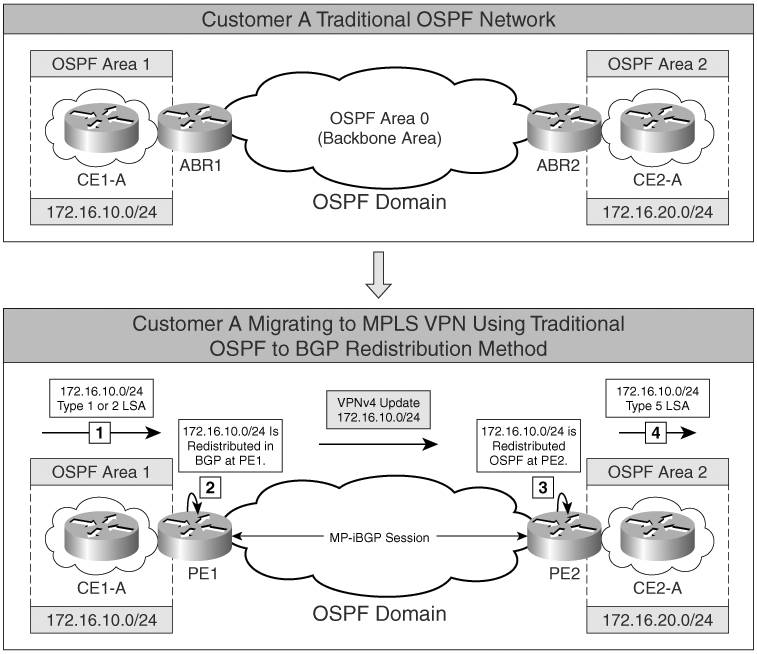 Customer A Traditional OSPF Network
OSPF Area 1
OSPF Area 2
OSPF Area 0
(Backbone Area)
CE1-A
ABR1
ABR2
CE2-A
OSPF Domain
172.16.10.0/24
172.16.20.0/24
Customer A Migrating to MPLS VPN Using Traditional
OSPF to BGP Redistribution Method
172.16.10.0/24
Type 1 or 2 LSA
1
172.16.10.0/24 Is
Redistributed in
BGP at PE1.
2
VPNv4 Update
172.16.10.0/24
172.16.10.0/24 is
Redistributed
OSPF at PE2.
3
172.16.10.0/24
Type 5 LSA
4
OSPF Area 1
OSPF Area 2
MP-iBGP Session
CE1-A
PE1
PE2
CE2-A
OSPF Domain
172.16.10.0/24
172.16.20.0/24